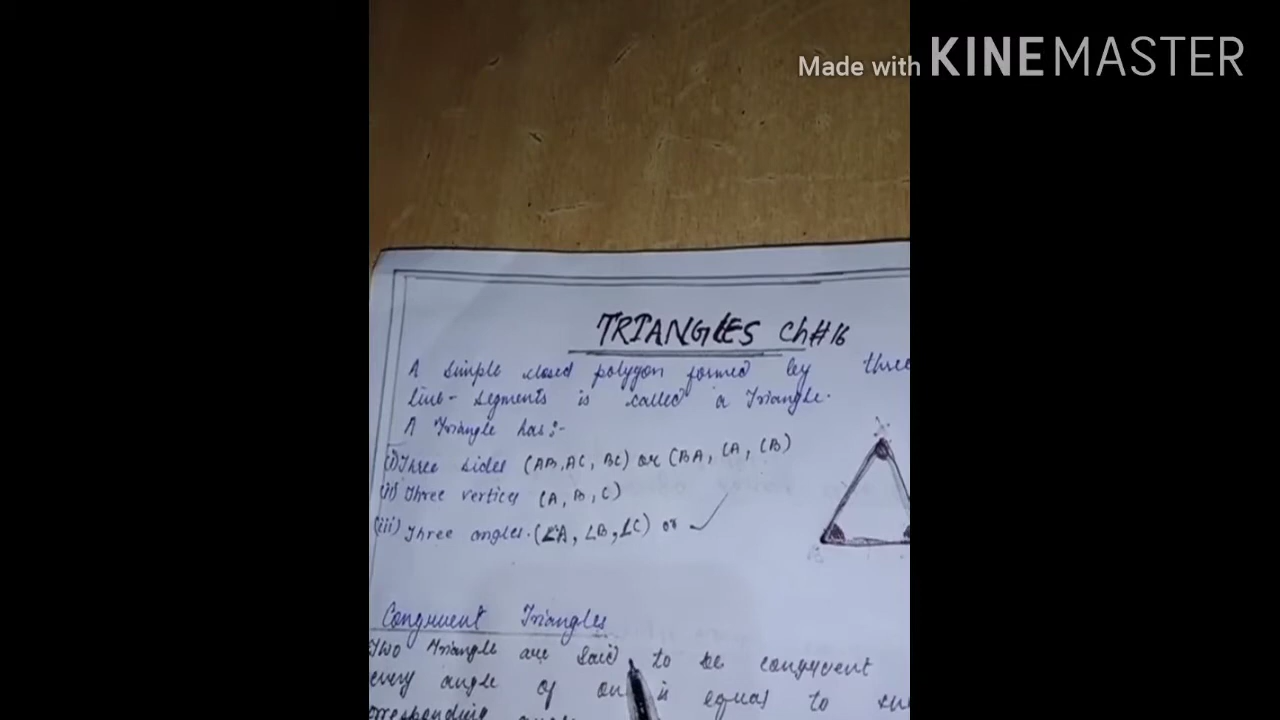 Made with KINEMASTER
TRIANGLES Ch#16
A simple closed polygon formed by three
line-segments is called a Triangle.
A Triangle has:-
(i) Three sides (AB, AC, BC) or (BA, CA, CB)
(ii) Three vertices (A, B, C)
(iii) Three angles. (∠A, ∠B, ∠C) or
A
B
Congruent Triangles
Two triangle are said to be congruent
every angle of one is equal to
orresponding